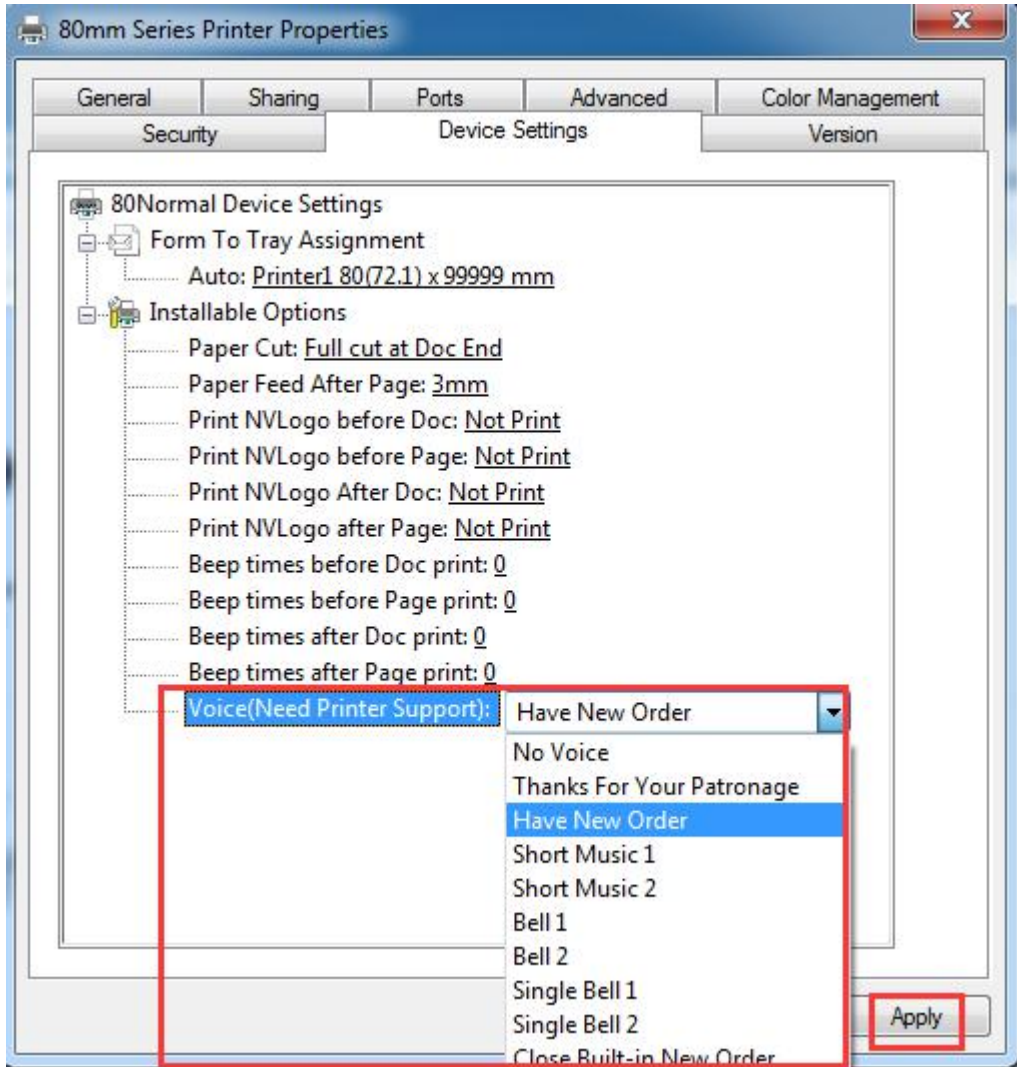 80mm Series Printer Properties
General Sharing Ports Advanced Color Management
Security Device Settings Version
80Normal Device Settings
Form To Tray Assignment
Auto: Printer1 80(72.1) x 99999 mm
Installable Options
Paper Cut: Full cut at Doc End
Paper Feed After Page: 3mm
Print NVLogo before Doc: Not Print
Print NVLogo before Page: Not Print
Print NVLogo After Doc: Not Print
Print NVLogo after Page: Not Print
Beep times before Doc print: 0
Beep times before Page print: 0
Beep times after Doc print: 0
Beep times after Page print: 0
Voice(Need Printer Support): Have New Order
No Voice
Thanks For Your Patronage
Have New Order
Short Music 1
Short Music 2
Bell 1
Bell 2
Single Bell 1
Single Bell 2
Close Built-in New Order
Apply